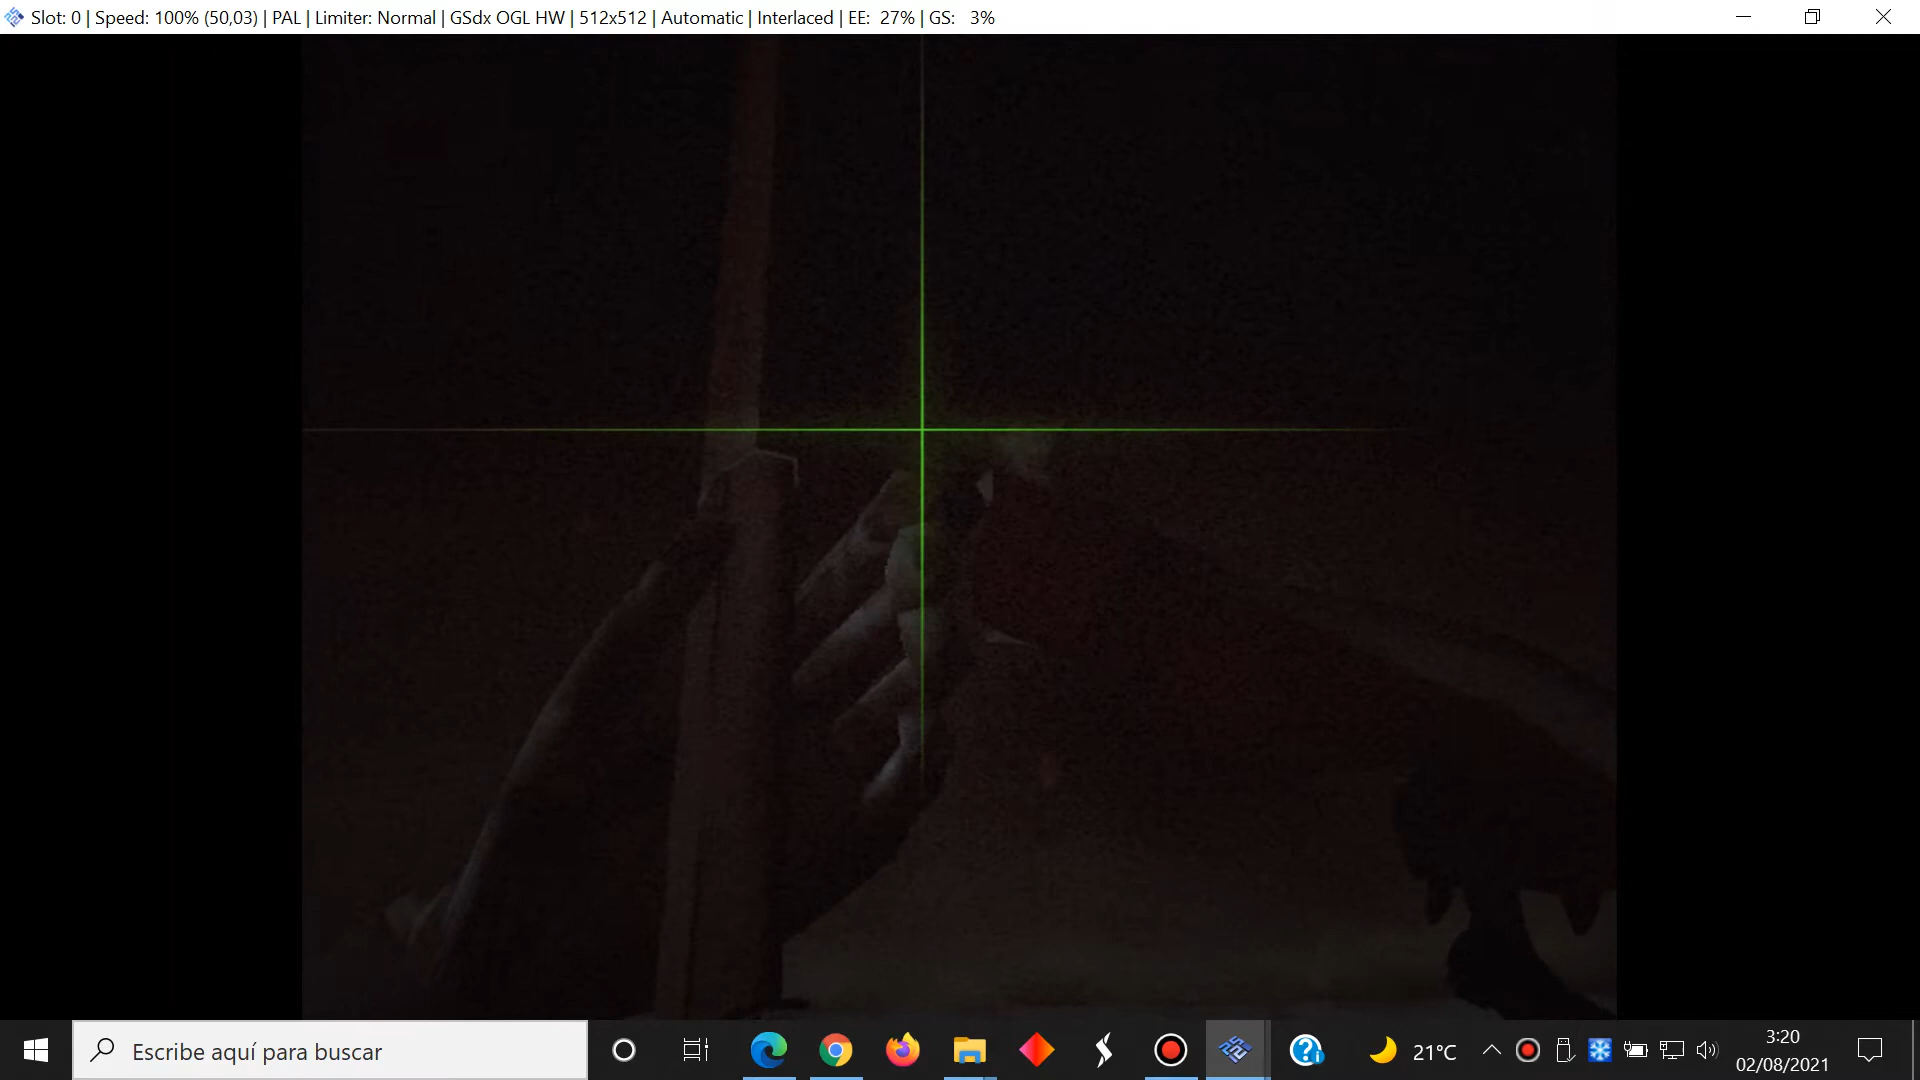 Slot: 0 | Speed: 100% (50,03) | PAL | Limiter: Normal | GSdx OGL HW | 512x512 | Automatic | Interlaced | EE: 27% | GS: 3%
Escribe aquí para buscar
21°C
3:20
02/08/2021